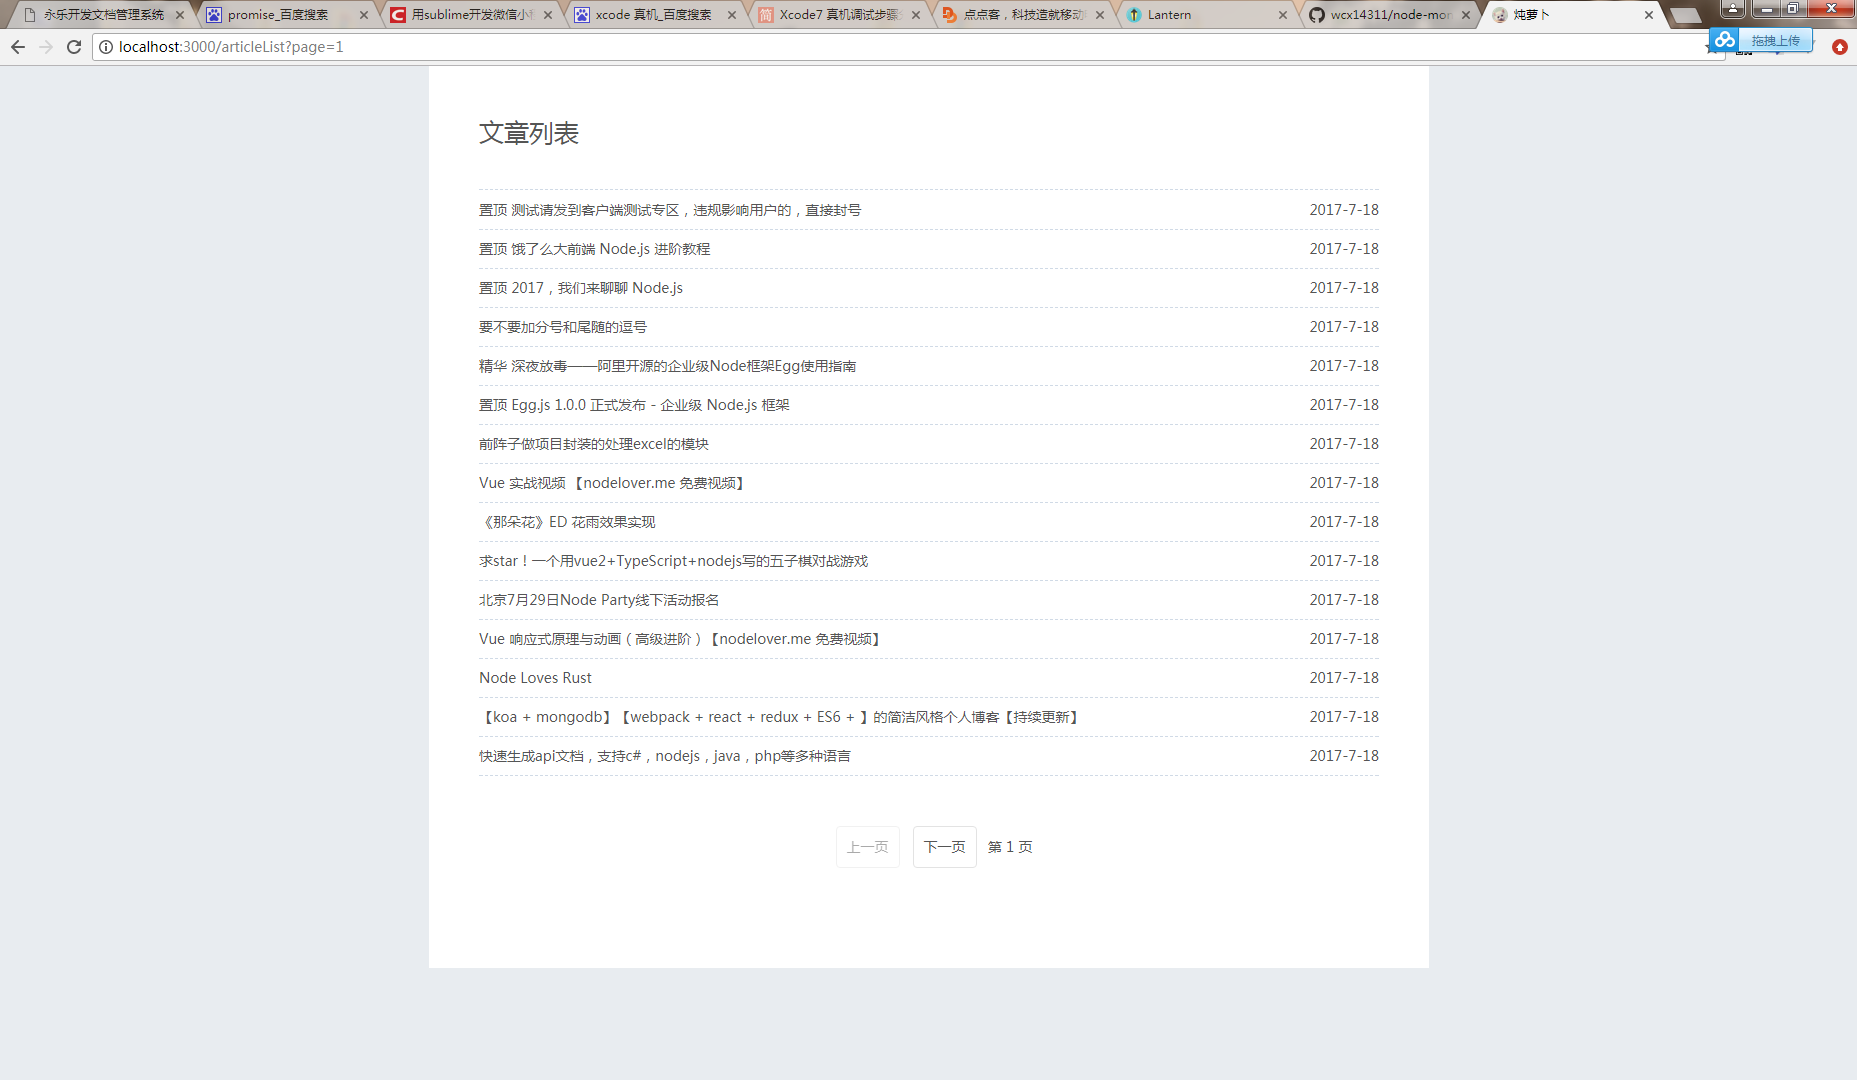 永乐开发文档管理系统
promise_百度搜索
用sublime开发微信小
xcode 真机_百度搜索
Xcode7 真机调试步骤
点点客，科技造就移动
Lantern
wcx14311/node-mon
炖萝卜
localhost:3000/articleList?page=1
拖拽上传
文章列表
置顶 测试请发到客户端测试专区，违规影响用户的，直接封号 2017-7-18
置顶 饿了么大前端 Node.js 进阶教程 2017-7-18
置顶 2017，我们来聊聊 Node.js 2017-7-18
要不要加分号和尾随的逗号 2017-7-18
精华 深夜放毒——阿里开源的企业级Node框架Egg使用指南 2017-7-18
置顶 Egg.js 1.0.0 正式发布 - 企业级 Node.js 框架 2017-7-18
前阵子做项目封装的处理excel的模块 2017-7-18
Vue 实战视频 【nodelover.me 免费视频】 2017-7-18
《那朵花》ED 花雨效果实现 2017-7-18
求star！一个用vue2+TypeScript+nodejs写的五子棋对战游戏 2017-7-18
北京7月29日Node Party线下活动报名 2017-7-18
Vue 响应式原理与动画（高级进阶）【nodelover.me 免费视频】 2017-7-18
Node Loves Rust 2017-7-18
【koa + mongodb】【webpack + react + redux + ES6 + 】的简洁风格个人博客【持续更新】 2017-7-18
快速生成api文档，支持c#，nodejs，java，php等多种语言 2017-7-18
上一页 下一页 第 1 页